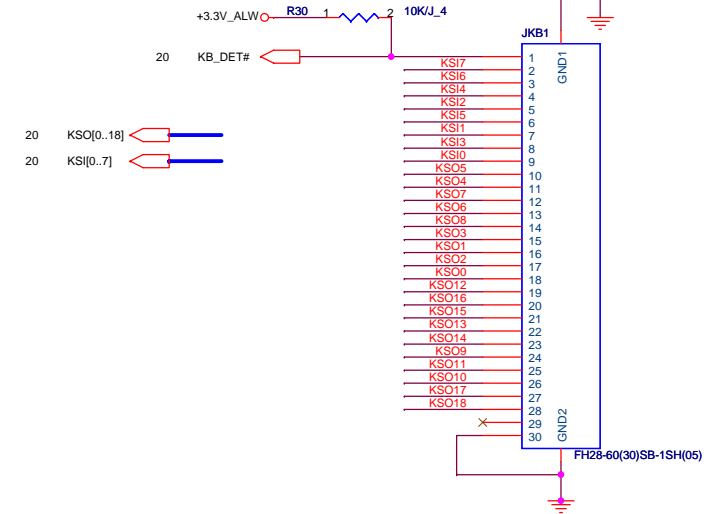 +3.3V_ALW R30 1 2 10K/J_4
JKB1
20 KB_DET# 1
GND1
KSI7 2
KSI6 3
KSI4 4
KSI2 5
KSI5 6
KSI1 7
20 KSO[0..18]
KSI3 8
20 KSI[0..7]
KSI0 9
KSO5 10
KSO4 11
KSO7 12
KSO6 13
KSO8 14
KSO3 15
KSO1 16
KSO2 17
KSO0 18
KSO12 19
KSO16 20
KSO15 21
KSO13 22
KSO14 23
KSO9 24
KSO11 25
KSO10 26
KSO17 27
KSO18 28
29
30
GND2
FH28-60(30)SB-1SH(05)